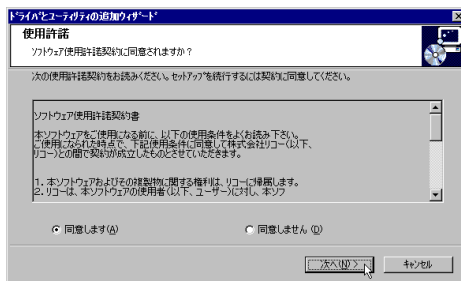 ﾄﾞﾗｲﾊﾞとﾕｰﾃｨﾘﾃｨの追加ｳｨｻﾞｰﾄﾞ
使用許諾
ｿﾌﾄｳｪｱ使用許諾契約に同意されますか？
次の使用許諾契約をお読みください。ｾｯﾄｱｯﾌﾟを続行するには契約に同意してください。
ソフトウェア使用許諾契約書
本ソフトウェアをご使用になる前に、以下の使用条件をよくお読み下さい。
ご使用になられた時点で、下記使用条件に同意して株式会社リコー（以下、
リコー）との間で契約が成立したものとさせていただきます。
1. 本ソフトウェアおよびその複製物に関する権利は、リコーに帰属します。
2. リコーは、本ソフトウェアの使用者（以下、ユーザー）に対し、本ソフ
同意します(A)
同意しません (D)
次へ(N) >
ｷｬﾝｾﾙ